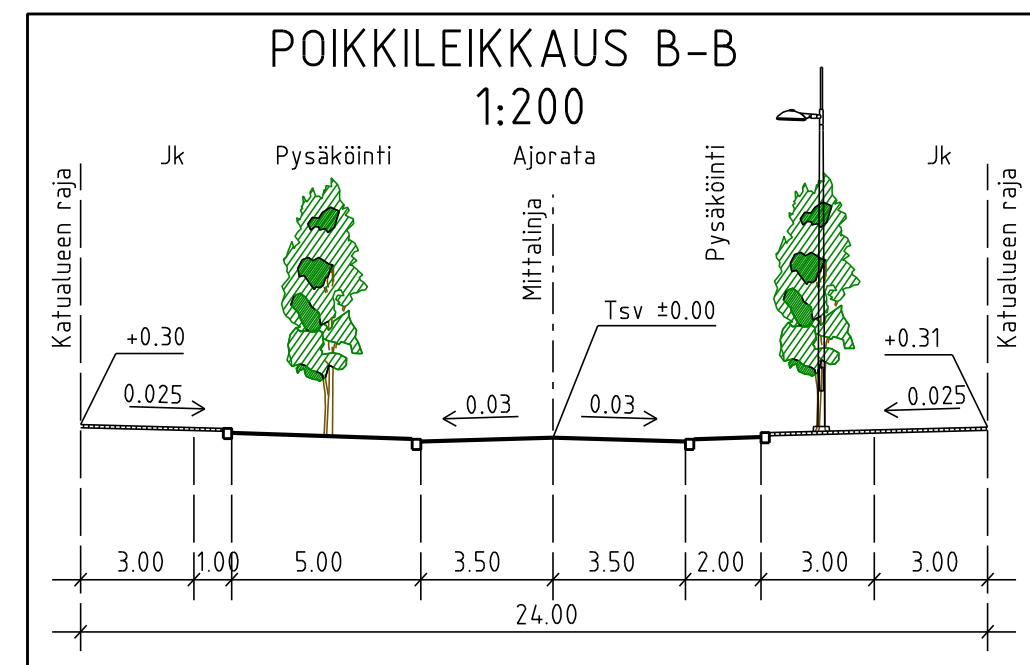 POIKKILEIKKAUS B-B
1:200
Jk
Pysäköinti
Ajorata
Pysäköinti
Jk
Katualueen raja
Mittalinja
Katualueen raja
Tsv ±0.00
+0.30
+0.31
0.025
0.03
0.03
0.025
3.00
1.00
5.00
3.50
3.50
2.00
3.00
3.00
24.00